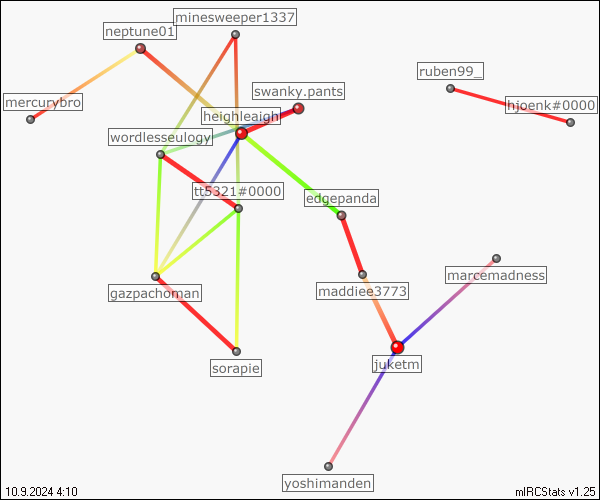 minesweeper1337
neptune01
ruben99_
swanky.pants
mercurybro
hjoenk#0000
heighleaigh
wordlesseulogy
tt5321#0000
edgepanda
marcemadness
gazpachoman
maddiee3773
sorapie
juketm
yoshimanden
10.9.2024 4:10
mIRCStats v1.25